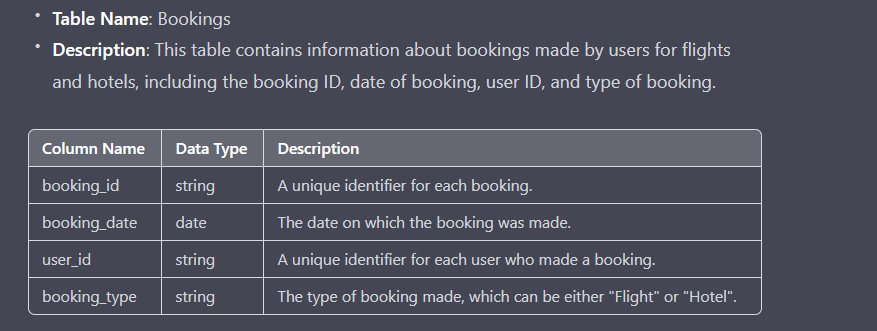 • Table Name: Bookings
• Description: This table contains information about bookings made by users for flights
and hotels, including the booking ID, date of booking, user ID, and type of booking.
Column Name Data Type Description
booking_id string A unique identifier for each booking.
booking_date date The date on which the booking was made.
user_id string A unique identifier for each user who made a booking.
booking_type string The type of booking made, which can be either "Flight" or "Hotel".